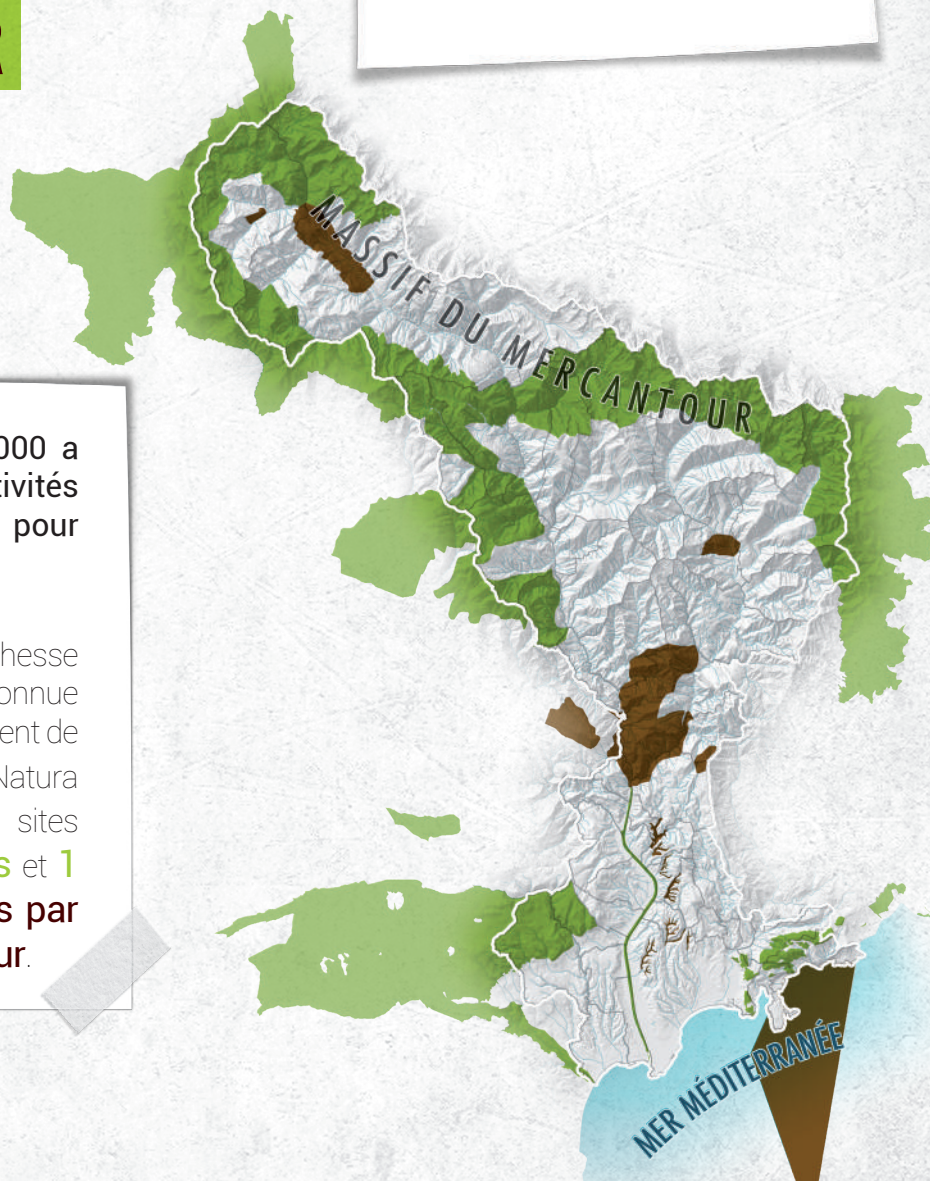 R
MASSIF DU MERCANTOUR
000 a
tivités
pour
hesse
onnue
ent de
Natura
sites
s et 1
s par
ur.
MER MÉDITERRANÉE